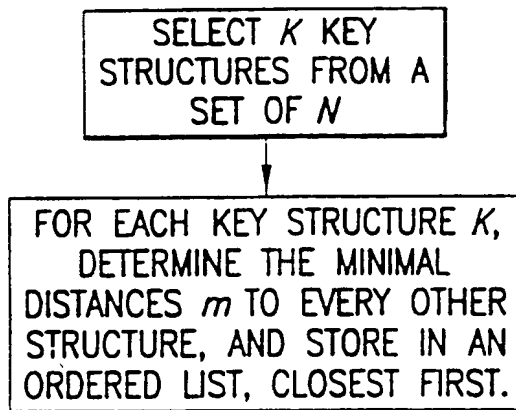 SELECT K KEY
STRUCTURES FROM A
SET OF N
FOR EACH KEY STRUCTURE K,
DETERMINE THE MINIMAL
DISTANCES m TO EVERY OTHER
STRUCTURE, AND STORE IN AN
ORDERED LIST, CLOSEST FIRST.